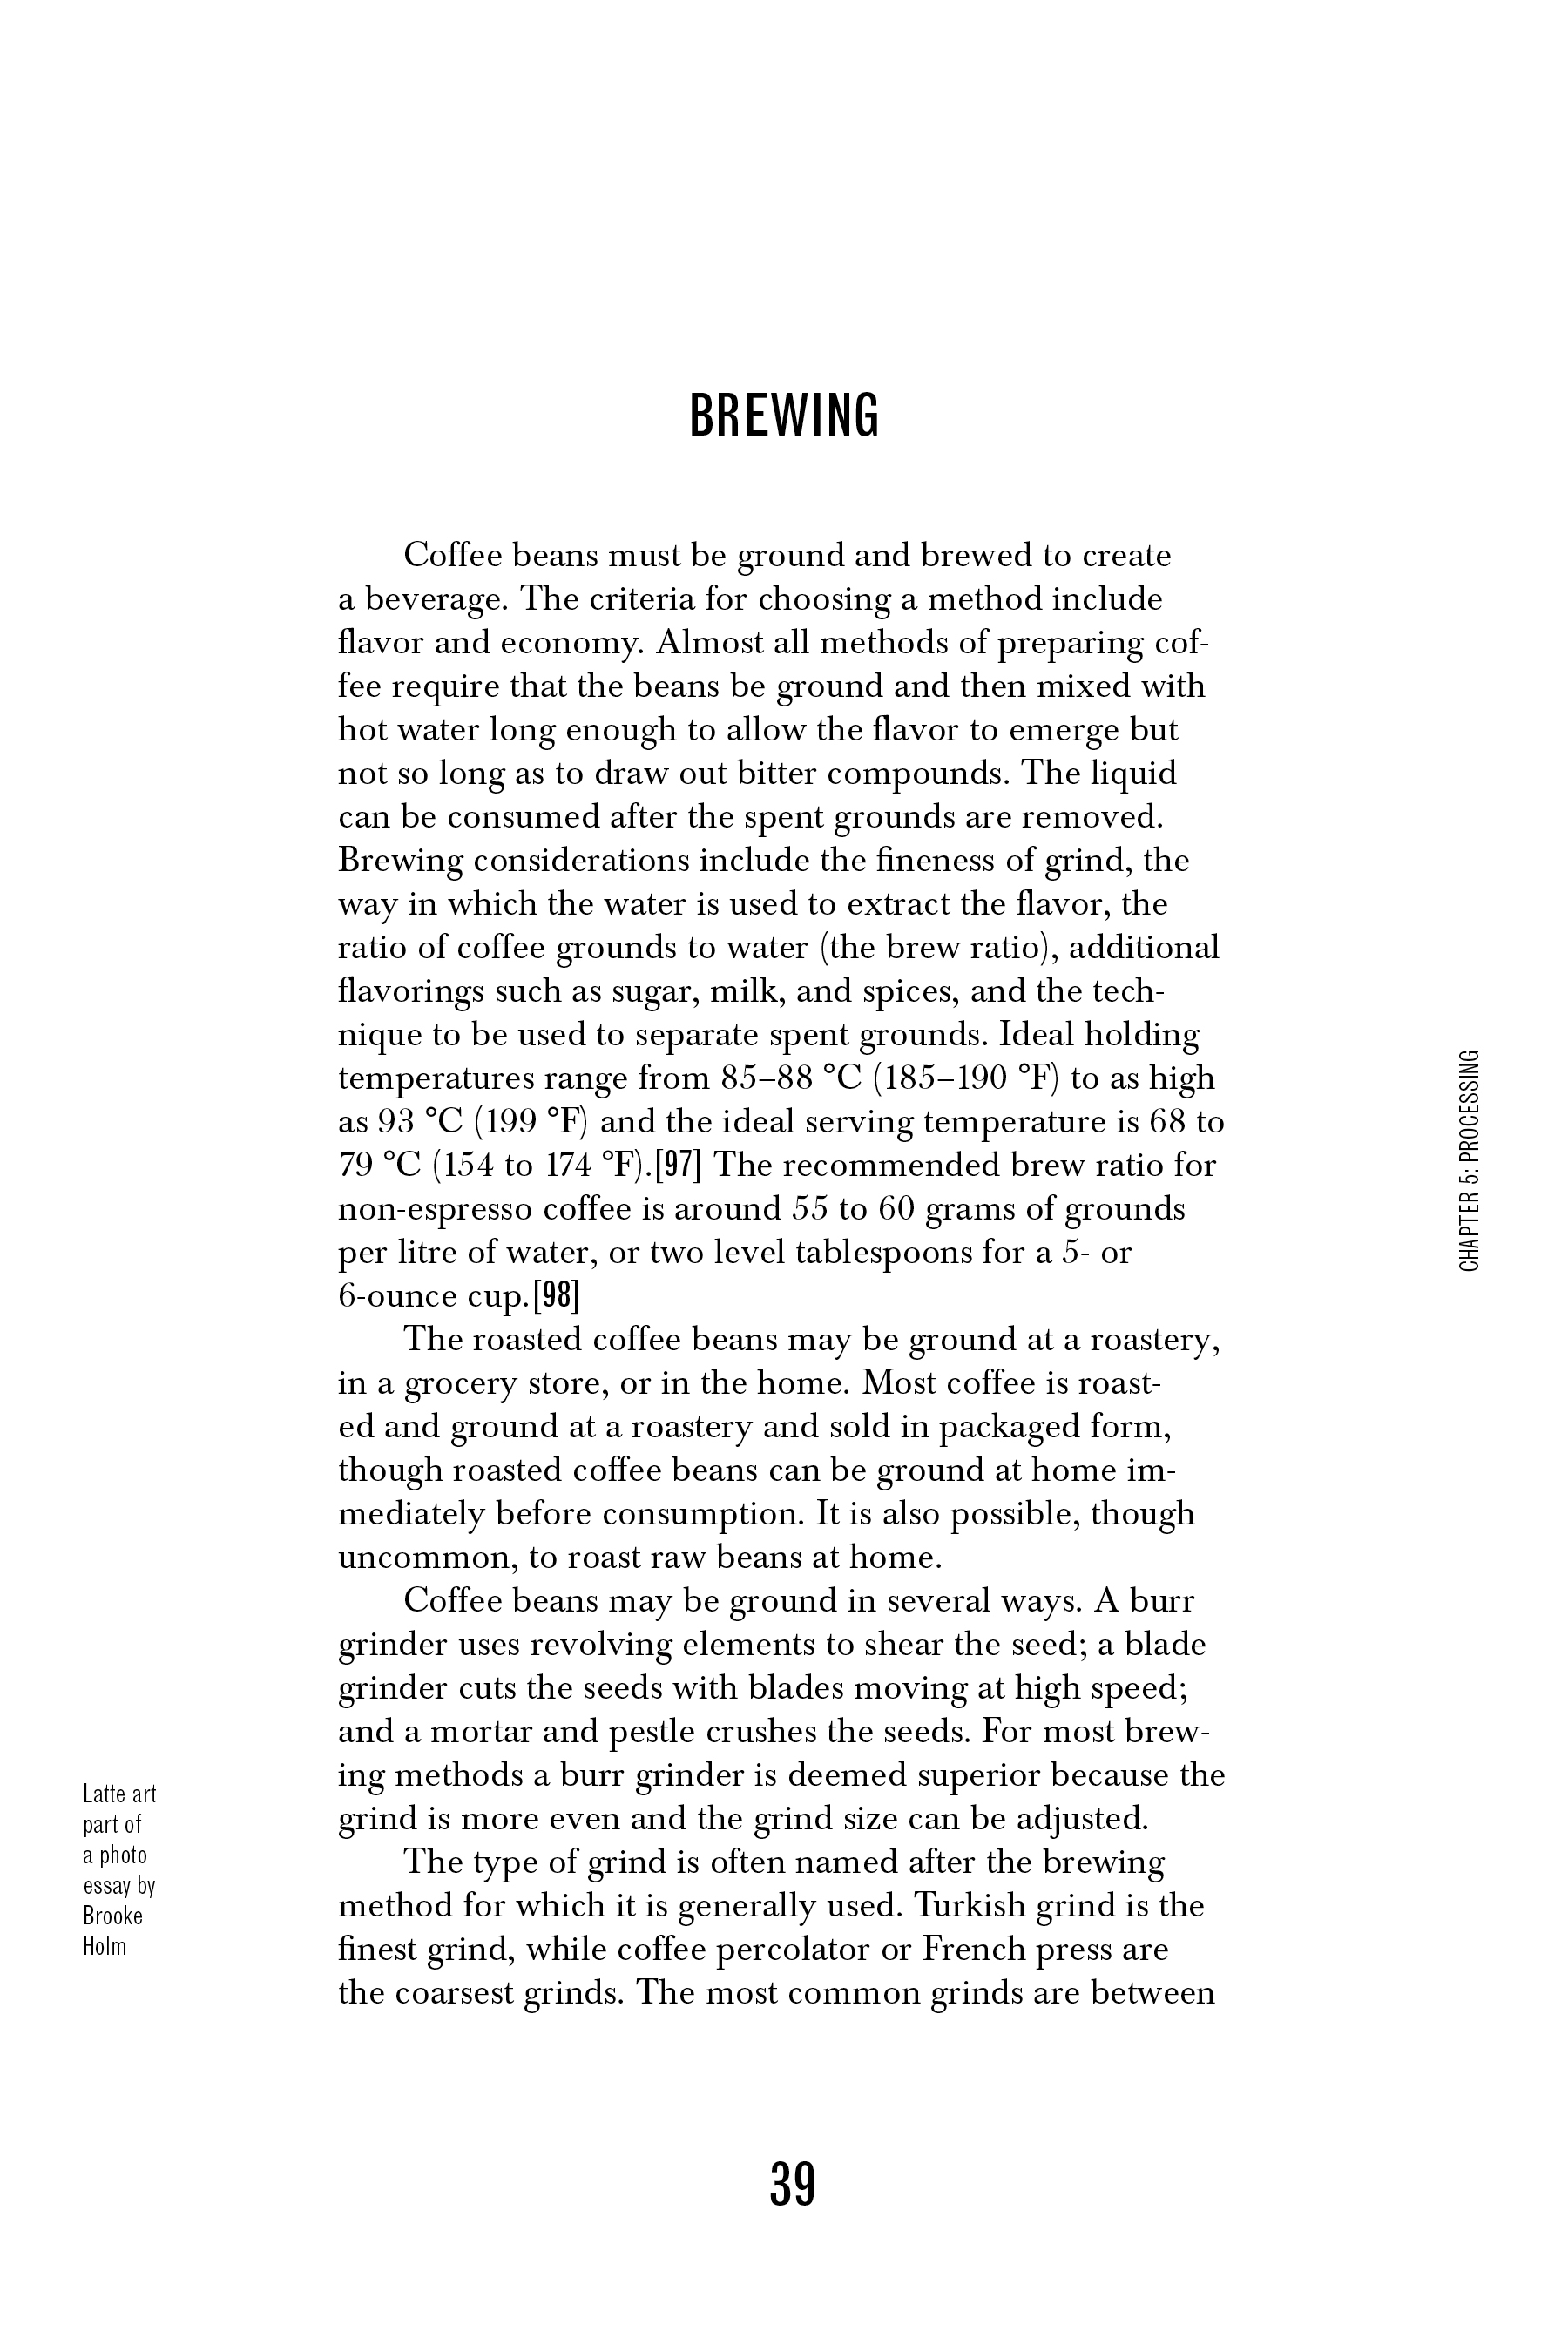 BREWING
Coffee beans must be ground and brewed to create
a beverage. The criteria for choosing a method include
flavor and economy. Almost all methods of preparing cof-
fee require that the beans be ground and then mixed with
hot water long enough to allow the flavor to emerge but
not so long as to draw out bitter compounds. The liquid
can be consumed after the spent grounds are removed.
Brewing considerations include the fineness of grind, the
way in which the water is used to extract the flavor, the
ratio of coffee grounds to water (the brew ratio), additional
flavorings such as sugar, milk, and spices, and the tech-
nique to be used to separate spent grounds. Ideal holding
temperatures range from 85–88 °C (185–190 °F) to as high
as 93 °C (199 °F) and the ideal serving temperature is 68 to
79 °C (154 to 174 °F).[97] The recommended brew ratio for
non-espresso coffee is around 55 to 60 grams of grounds
per litre of water, or two level tablespoons for a 5- or
6-ounce cup.[98]
The roasted coffee beans may be ground at a roastery,
in a grocery store, or in the home. Most coffee is roast-
ed and ground at a roastery and sold in packaged form,
though roasted coffee beans can be ground at home im-
mediately before consumption. It is also possible, though
uncommon, to roast raw beans at home.
Coffee beans may be ground in several ways. A burr
grinder uses revolving elements to shear the seed; a blade
grinder cuts the seeds with blades moving at high speed;
and a mortar and pestle crushes the seeds. For most brew-
ing methods a burr grinder is deemed superior because the
grind is more even and the grind size can be adjusted.
The type of grind is often named after the brewing
method for which it is generally used. Turkish grind is the
finest grind, while coffee percolator or French press are
the coarsest grinds. The most common grinds are between
Latte art
part of
a photo
essay by
Brooke
Holm
CHAPTER 5: PROCESSING
39